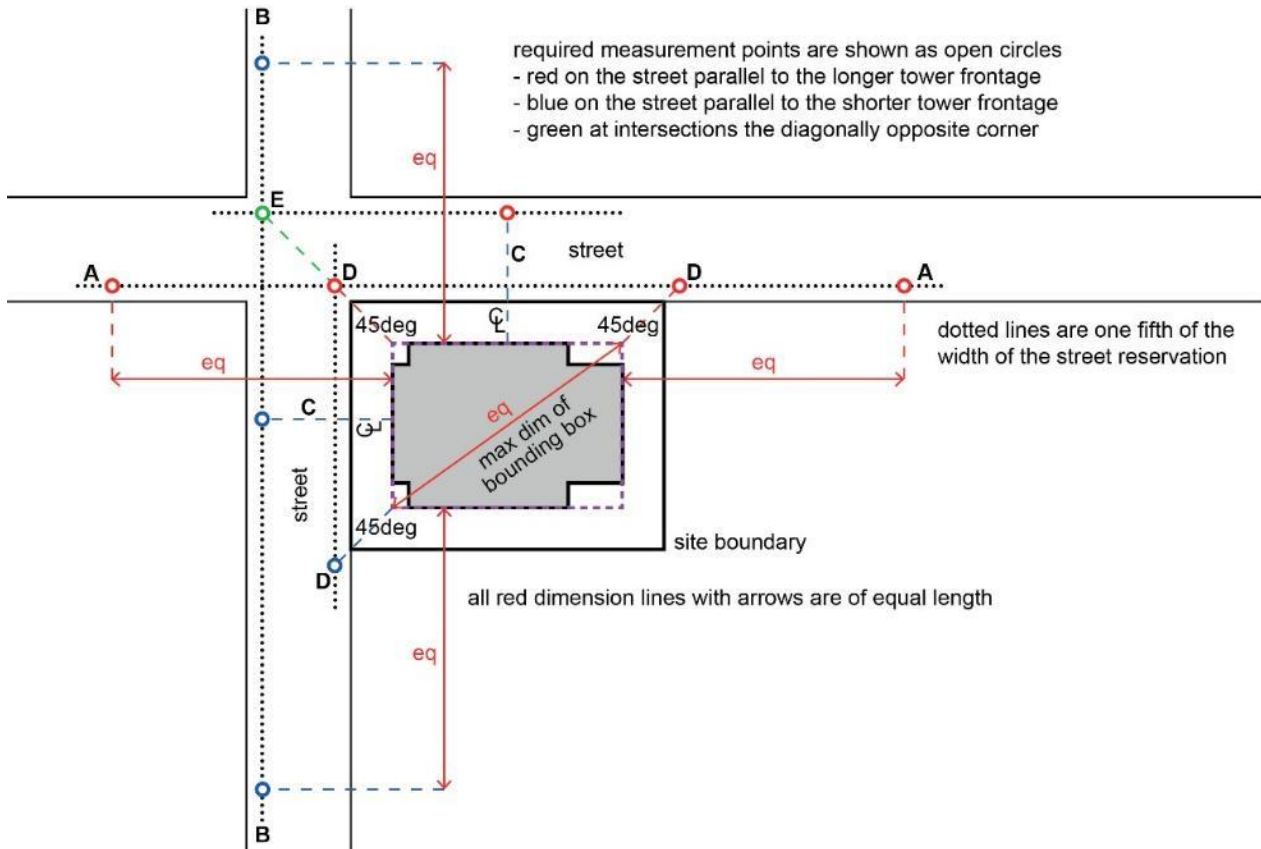 B
required measurement points are shown as open circles
- red on the street parallel to the longer tower frontage
- blue on the street parallel to the shorter tower frontage
- green at intersections the diagonally opposite corner
eq
E
C
street
A
D
D
A
45deg
CL
45deg
dotted lines are one fifth of the
width of the street reservation
eq
eq
eq
C
CL
max dim of
bounding box
street
45deg
site boundary
D
all red dimension lines with arrows are of equal length
eq
B